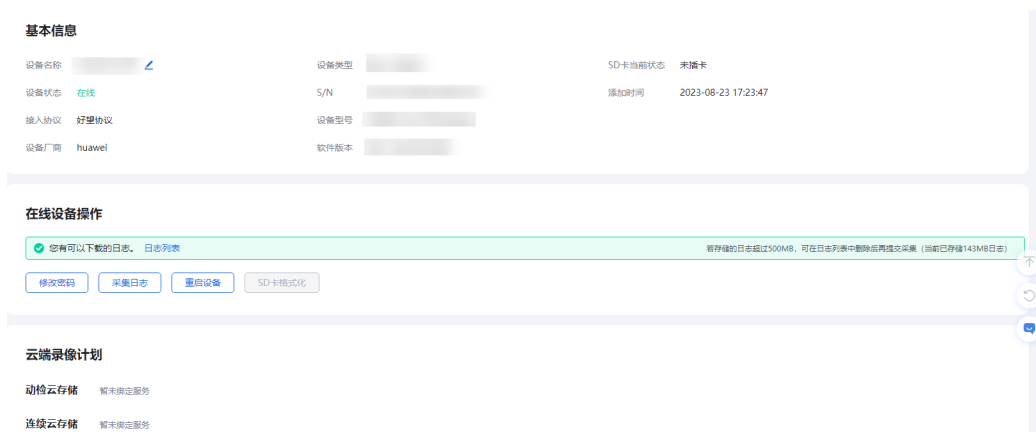 基本信息
设备名称 设备类型 SD卡当前状态 未插卡
设备状态 在线 S/N 添加时间 2023-08-23 17:23:47
接入协议 好望协议 设备型号
设备厂商 huawei 软件版本
在线设备操作
您有可以下载的日志。 日志列表 若存储的日志超过500MB，可在日志列表中删除后再提交采集（当前已存储143MB日志）
修改密码 采集日志 重启设备 SD卡格式化
云端录像计划
动检云存储 暂未绑定服务
连续云存储 暂未绑定服务